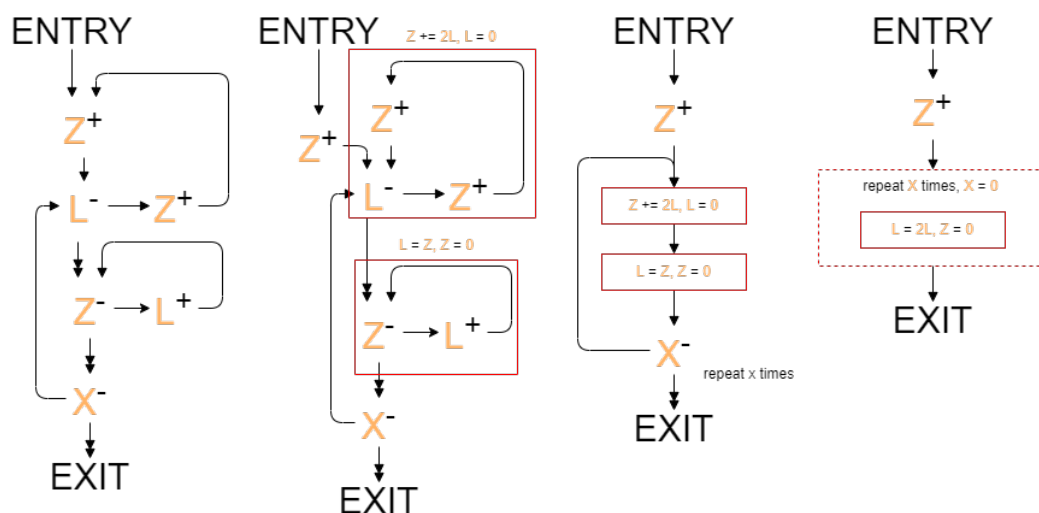 ENTRY
Z+
L-
Z+
Z-
L+
X-
EXIT
ENTRY
Z += 2L, L = 0
Z+
Z+
L-
Z+
L = Z, Z = 0
Z-
L+
X-
EXIT
ENTRY
Z+
Z += 2L, L = 0
L = Z, Z = 0
X-
repeat x times
EXIT
ENTRY
Z+
repeat X times, X = 0
L = 2L, Z = 0
EXIT